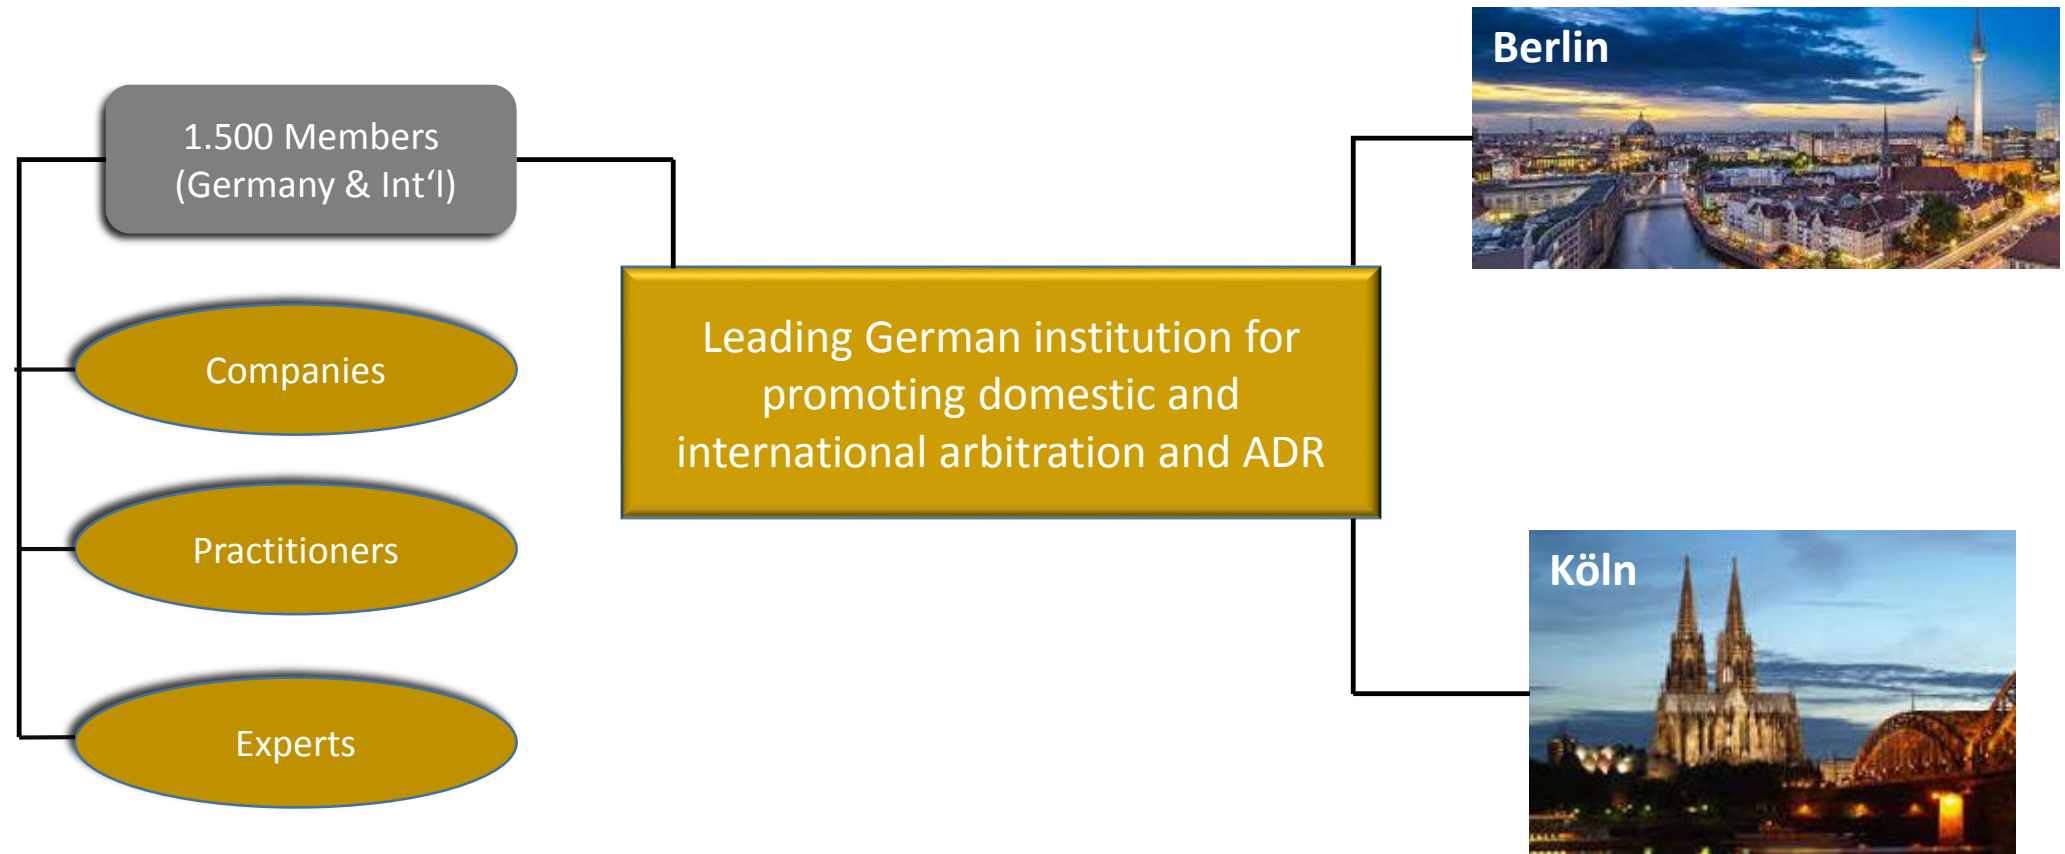 1.500 Members
(Germany & Int‘l)
Companies
Practitioners
Experts
Leading German institution for
promoting domestic and
international arbitration and ADR
Berlin
Köln